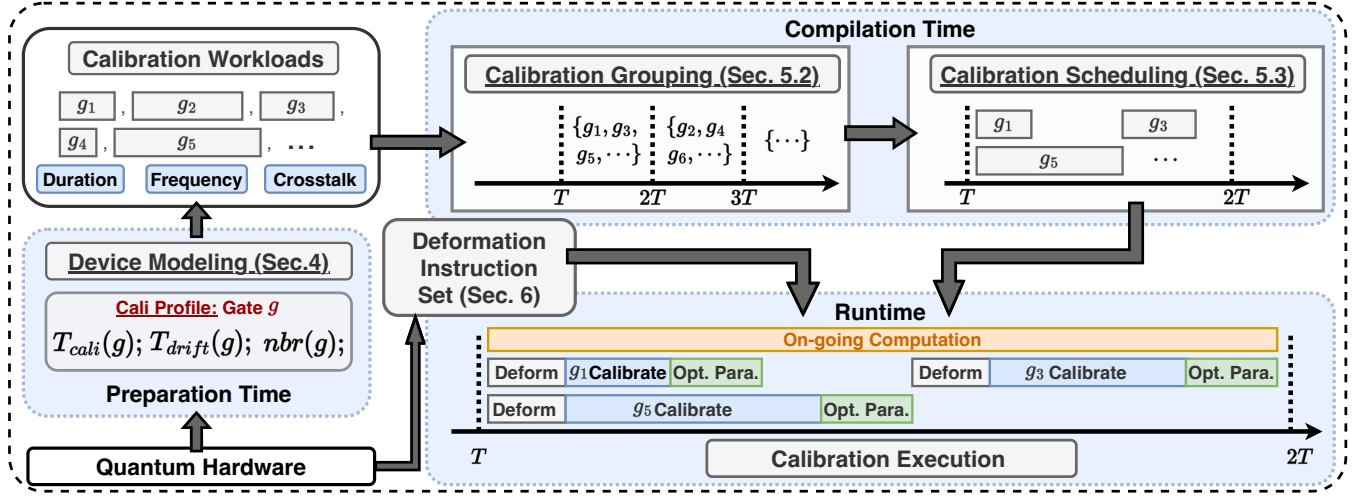 Calibration Workloads
g₁ , g₂ , g₃ ,
g₄ , g₅ , ...
Duration Frequency Crosstalk
Device Modeling (Sec.4)
Cali Profile: Gate g
T_cali(g); T_drift(g); nbr(g);
Preparation Time
Quantum Hardware
Compilation Time
Calibration Grouping (Sec. 5.2)
{g₁, g₃, {g₂, g₄ {⋯}
g₅, ⋯} g₆, ⋯}
T 2T 3T
Calibration Scheduling (Sec. 5.3)
g₁ g₃
g₅ ⋯
T 2T
Deformation
Instruction
Set (Sec. 6)
Runtime
On-going Computation
Deform g₁ Calibrate Opt. Para. Deform g₃ Calibrate Opt. Para.
Deform g₅ Calibrate Opt. Para.
T 2T
Calibration Execution